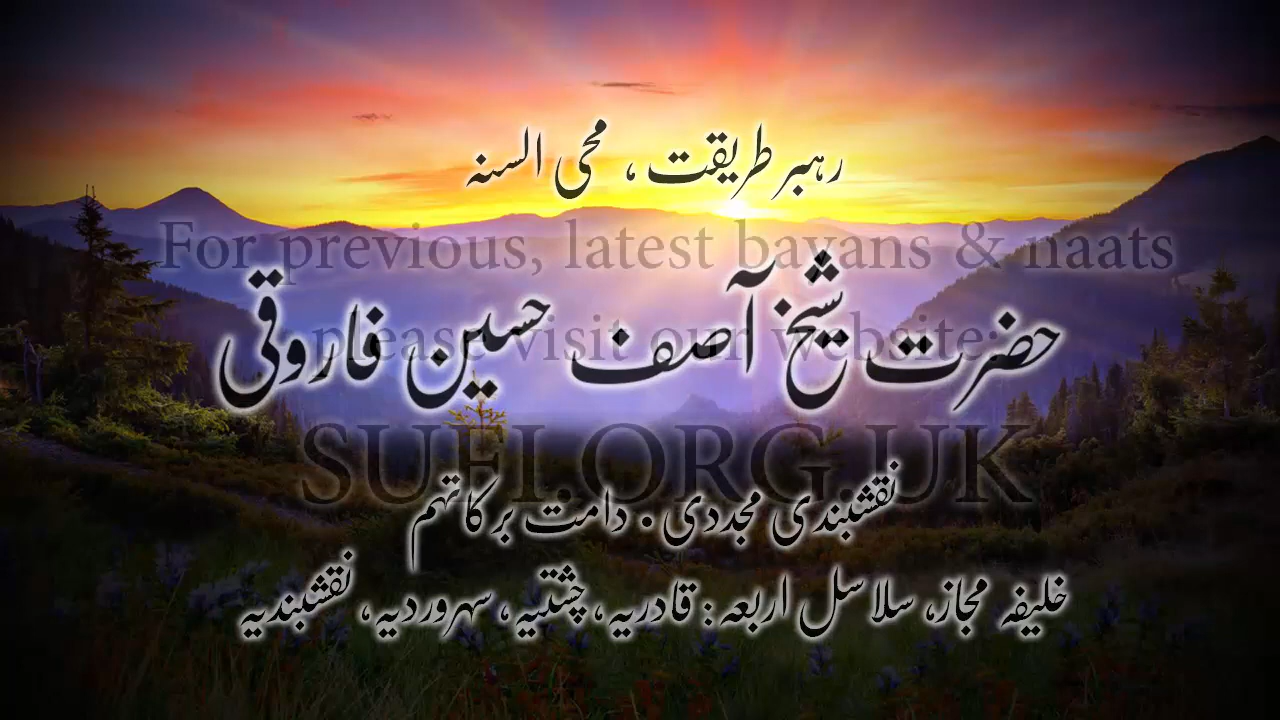 رہبر طریقت، محی السنہ
For previous, latest bayans & naats
حضرت شیخ آصف حسین فاروقی
please visit our website:
SUFI.ORG.UK
نقشبندی مجددی . دامت برکاتہم
خلیفہ مجاز، سلاسل اربعہ: قادریہ، چشتیہ، سہروردیہ، نقشبندیہ